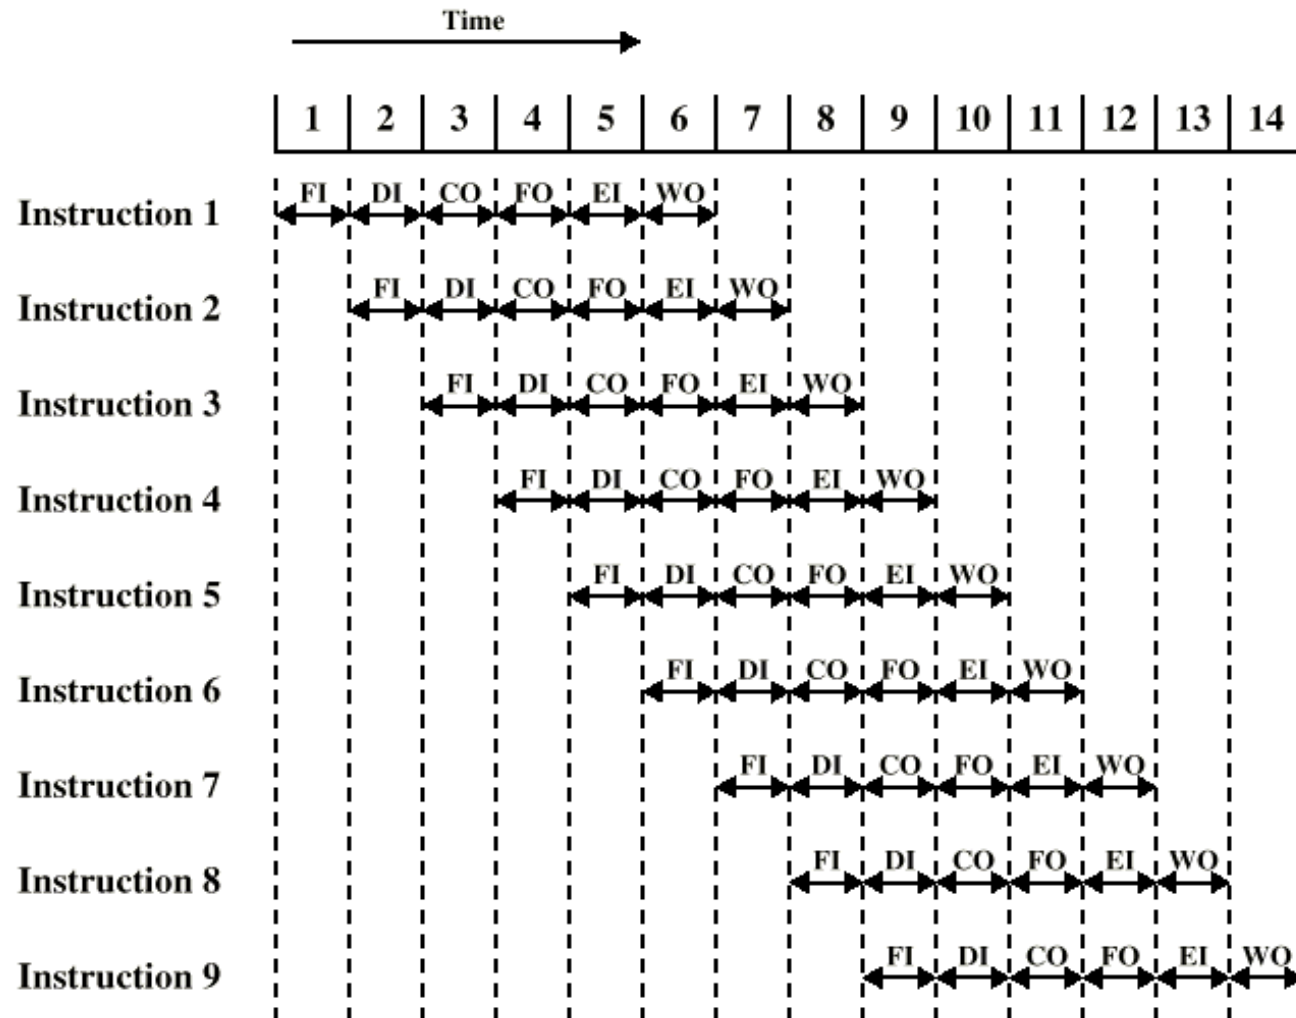 Time
1 2 3 4 5 6 7 8 9 10 11 12 13 14
Instruction 1 FI DI CO FO EI WO
Instruction 2 FI DI CO FO EI WO
Instruction 3 FI DI CO FO EI WO
Instruction 4 FI DI CO FO EI WO
Instruction 5 FI DI CO FO EI WO
Instruction 6 FI DI CO FO EI WO
Instruction 7 FI DI CO FO EI WO
Instruction 8 FI DI CO FO EI WO
Instruction 9 FI DI CO FO EI WO